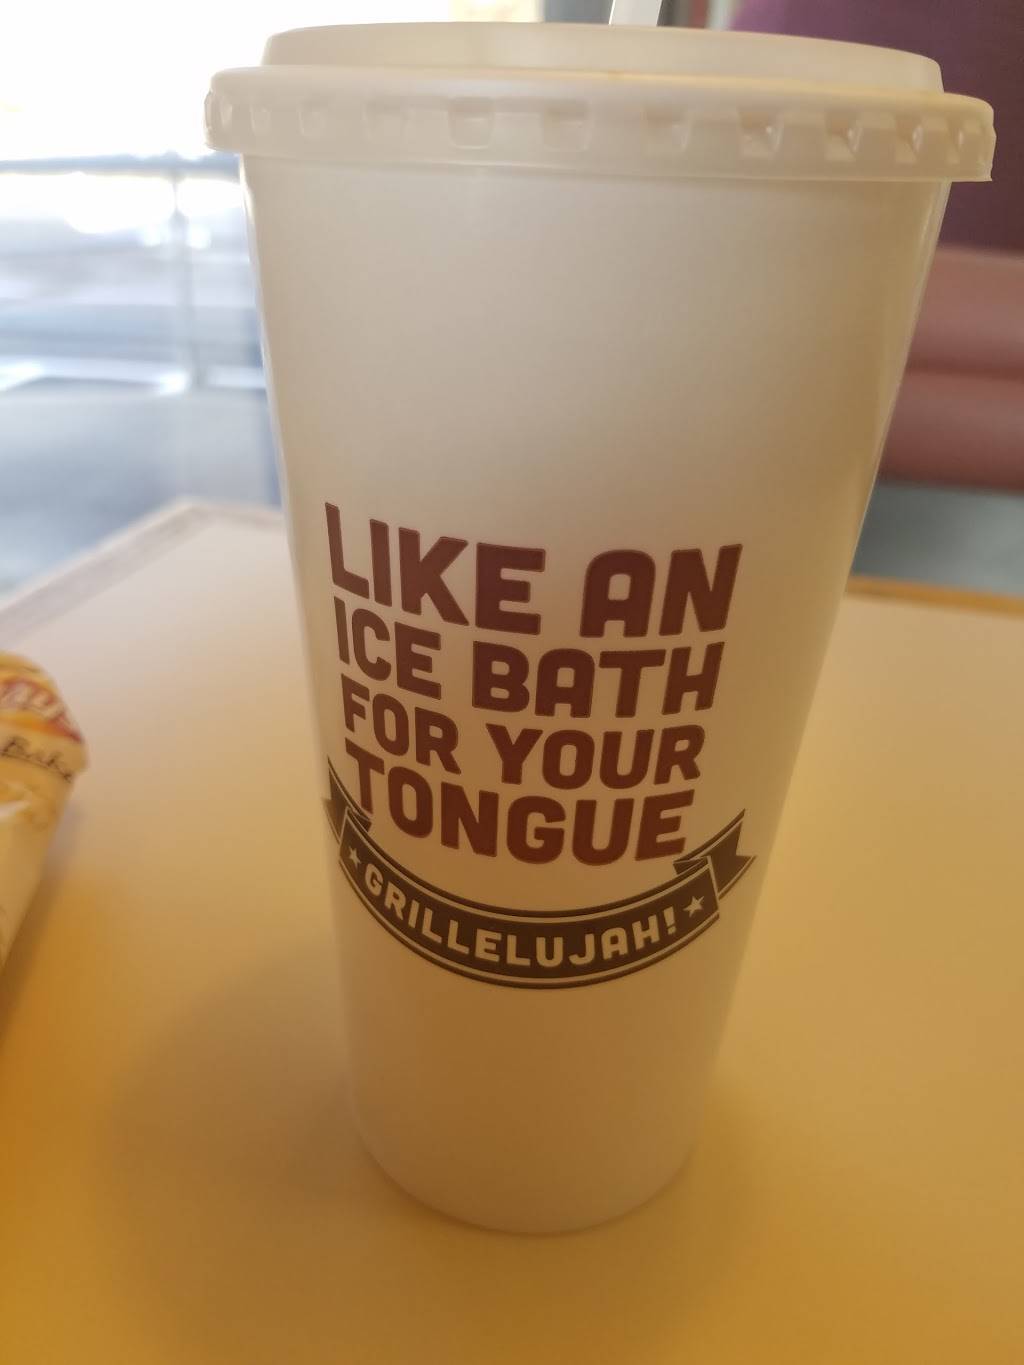 LIKE AN
ICE BATH
FOR YOUR
TONGUE
GRILLELUJAH!